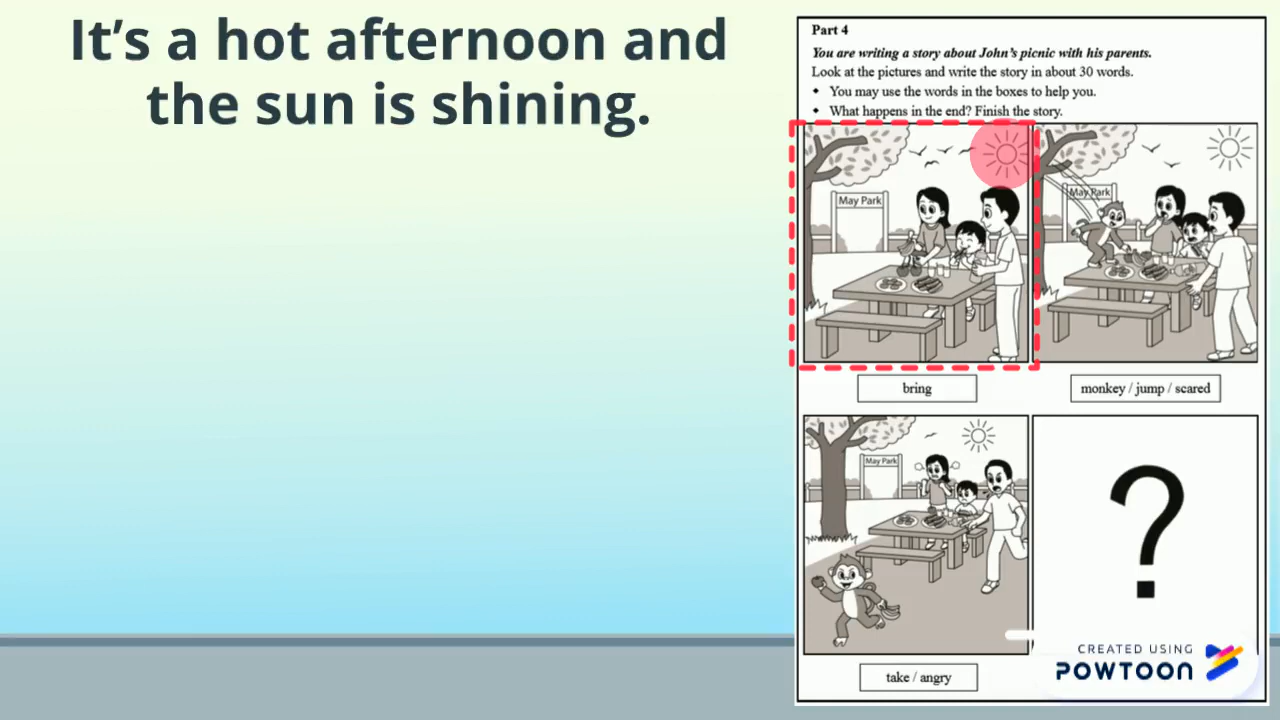 It's a hot afternoon and
the sun is shining.
Part 4
You are writing a story about John's picnic with his parents.
Look at the pictures and write the story in about 30 words.
• You may use the words in the boxes to help you.
• What happens in the end? Finish the story.
May Park
May Park
bring
monkey / jump / scared
May Park
?
take / angry
CREATED USING
POWTOON